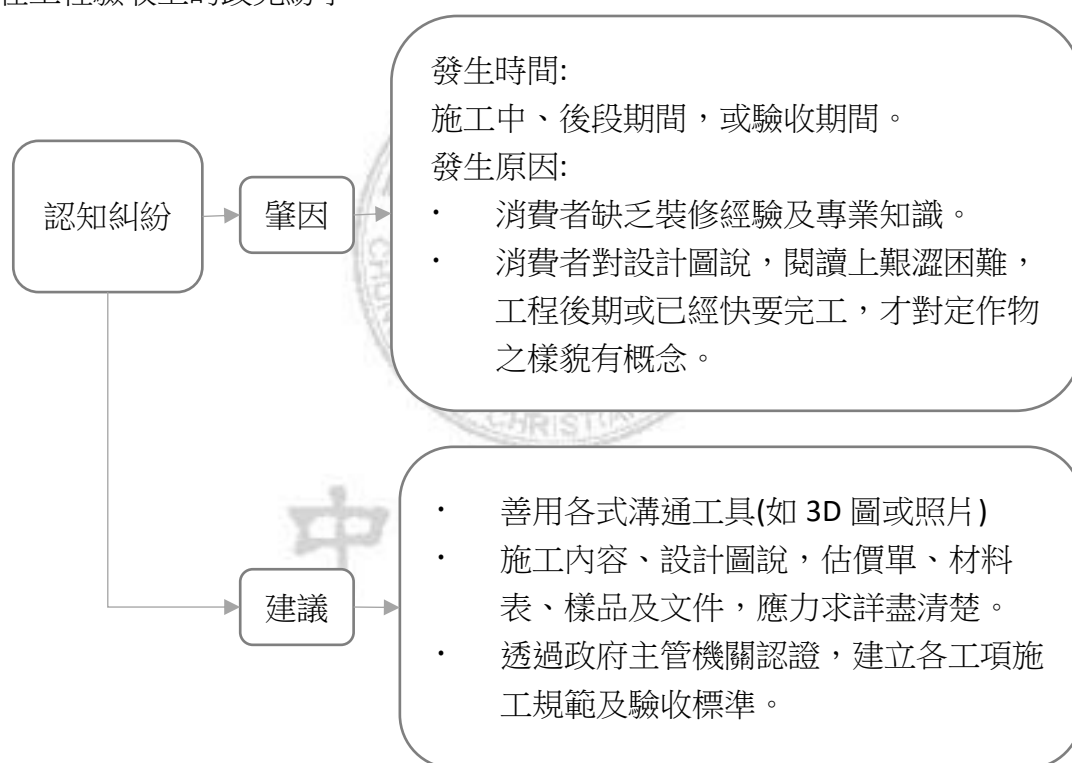 發生時間:
施工中、後段期間，或驗收期間。
發生原因:
· 消費者缺乏裝修經驗及專業知識。
· 消費者對設計圖說，閱讀上艱澀困難，
工程後期或已經快要完工，才對定作物
之樣貌有概念。
認知糾紛
肇因
CHRISTIAN
中
· 善用各式溝通工具(如 3D 圖或照片)
· 施工內容、設計圖說，估價單、材料
表、樣品及文件，應力求詳盡清楚。
· 透過政府主管機關認證，建立各工項施
工規範及驗收標準。
建議